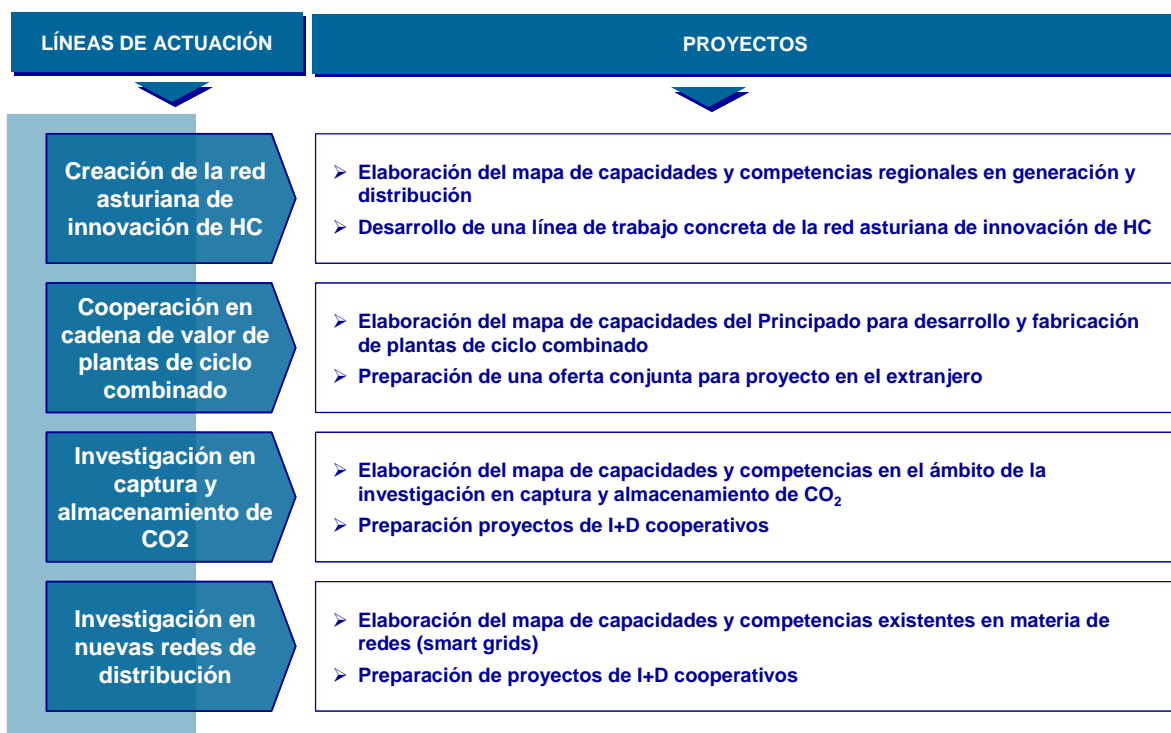 LÍNEAS DE ACTUACIÓN
PROYECTOS
Creación de la red
asturiana de
innovación de HC
➢ Elaboración del mapa de capacidades y competencias regionales en generación y
distribución
➢ Desarrollo de una línea de trabajo concreta de la red asturiana de innovación de HC
Cooperación en
cadena de valor de
plantas de ciclo
combinado
➢ Elaboración del mapa de capacidades del Principado para desarrollo y fabricación
de plantas de ciclo combinado
➢ Preparación de una oferta conjunta para proyecto en el extranjero
Investigación en
captura y
almacenamiento de
CO2
➢ Elaboración del mapa de capacidades y competencias en el ámbito de la
investigación en captura y almacenamiento de CO₂
➢ Preparación proyectos de I+D cooperativos
Investigación en
nuevas redes de
distribución
➢ Elaboración del mapa de capacidades y competencias existentes en materia de
redes (smart grids)
➢ Preparación de proyectos de I+D cooperativos